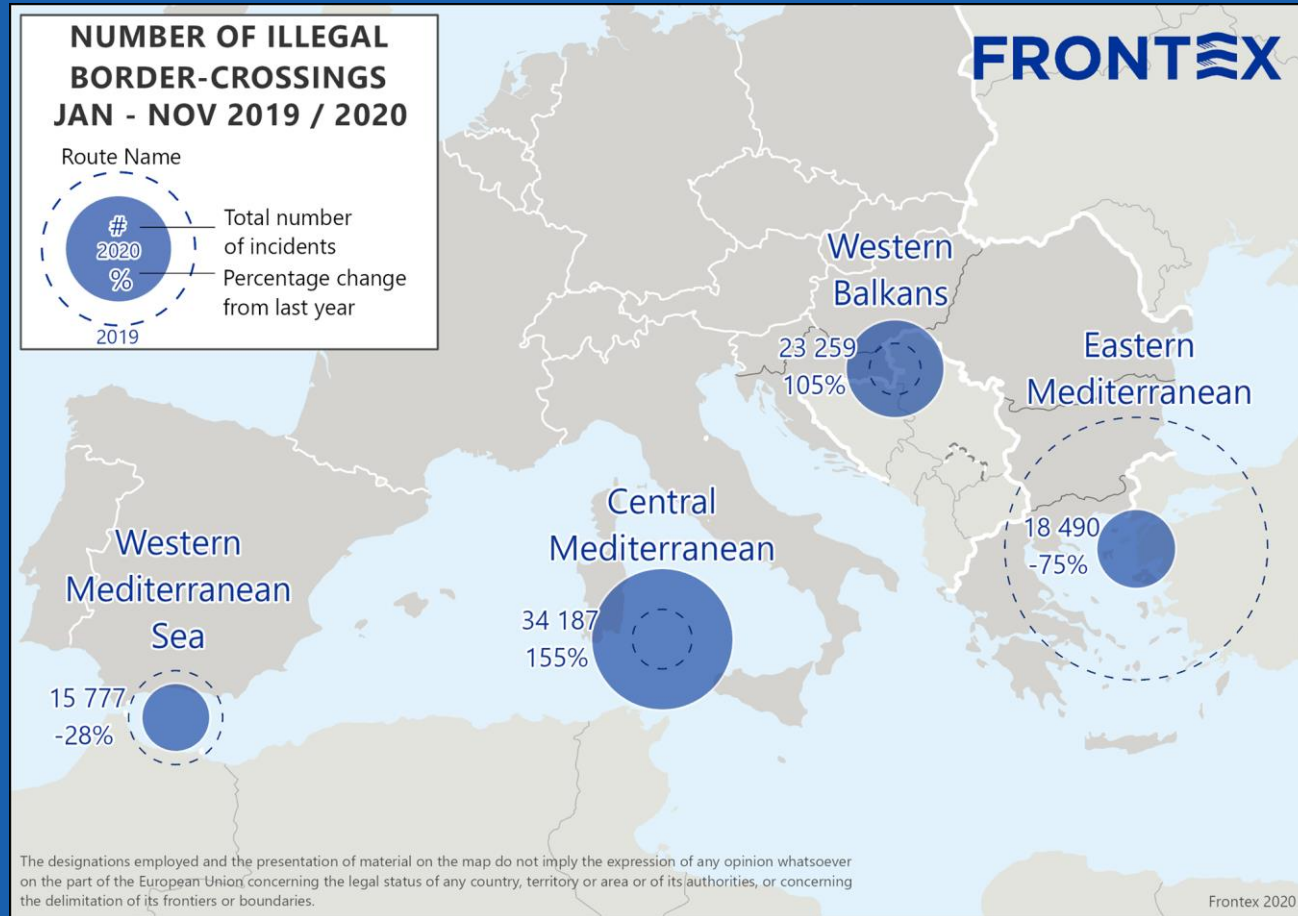 NUMBER OF ILLEGAL
BORDER-CROSSINGS
JAN - NOV 2019 / 2020
Route Name
#
2020
%
2019
Total number
of incidents
Percentage change
from last year
FRONTEX
Western
Balkans
23 259
105%
Eastern
Mediterranean
18 490
-75%
Central
Mediterranean
34 187
155%
Western
Mediterranean
Sea
15 777
-28%
The designations employed and the presentation of material on the map do not imply the expression of any opinion whatsoever
on the part of the European Union concerning the legal status of any country, territory or area or of its authorities, or concerning
the delimitation of its frontiers or boundaries.
Frontex 2020